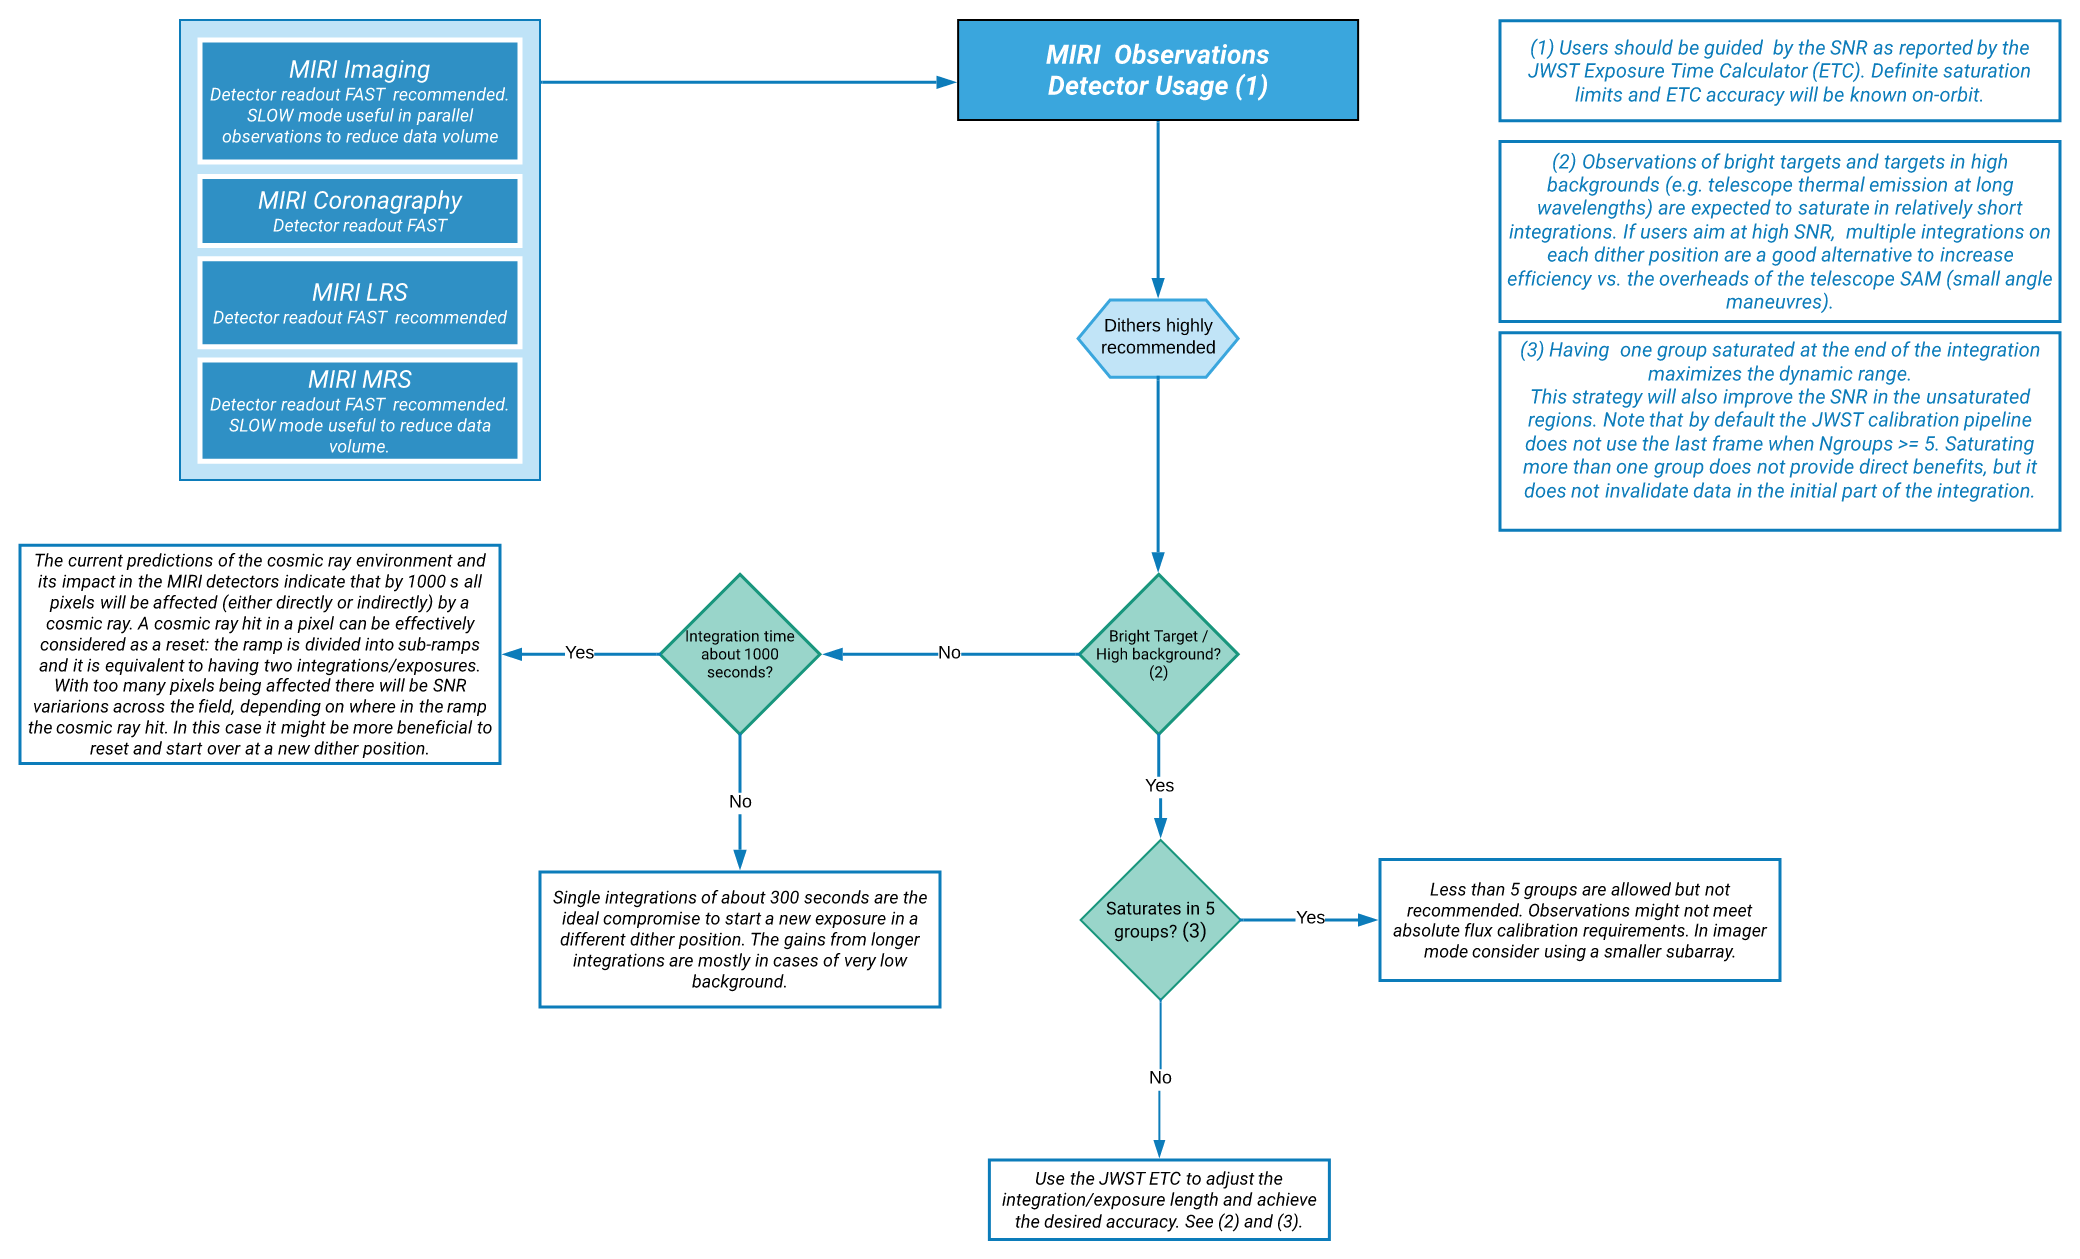 MIRI Imaging
Detector readout FAST recommended.
SLOW mode useful in parallel
observations to reduce data volume
MIRI Coronagraphy
Detector readout FAST
MIRI LRS
Detector readout FAST recommended
MIRI MRS
Detector readout FAST recommended.
SLOW mode useful to reduce data
volume.
MIRI Observations
Detector Usage (1)
(1) Users should be guided by the SNR as reported by the
JWST Exposure Time Calculator (ETC). Definite saturation
limits and ETC accuracy will be known on-orbit.
(2) Observations of bright targets and targets in high
backgrounds (e.g. telescope thermal emission at long
wavelengths) are expected to saturate in relatively short
integrations. If users aim at high SNR, multiple integrations on
each dither position are a good alternative to increase
efficiency vs. the overheads of the telescope SAM (small angle
maneuvres).
(3) Having one group saturated at the end of the integration
maximizes the dynamic range.
This strategy will also improve the SNR in the unsaturated
regions. Note that by default the JWST calibration pipeline
does not use the last frame when Ngroups >= 5. Saturating
more than one group does not provide direct benefits, but it
does not invalidate data in the initial part of the integration.
Dithers highly
recommended
Bright Target /
High background?
(2)
No
Integration time
about 1000
seconds?
Yes
The current predictions of the cosmic ray environment and
its impact in the MIRI detectors indicate that by 1000 s all
pixels will be affected (either directly or indirectly) by a
cosmic ray. A cosmic ray hit in a pixel can be effectively
considered as a reset: the ramp is divided into sub-ramps
and it is equivalent to having two integrations/exposures.
With too many pixels being affected there will be SNR
variarions across the field, depending on where in the ramp
the cosmic ray hit. In this case it might be more beneficial to
reset and start over at a new dither position.
No
Single integrations of about 300 seconds are the
ideal compromise to start a new exposure in a
different dither position. The gains from longer
integrations are mostly in cases of very low
background.
Yes
Saturates in 5
groups? (3)
Yes
Less than 5 groups are allowed but not
recommended. Observations might not meet
absolute flux calibration requirements. In imager
mode consider using a smaller subarray.
No
Use the JWST ETC to adjust the
integration/exposure length and achieve
the desired accuracy. See (2) and (3).